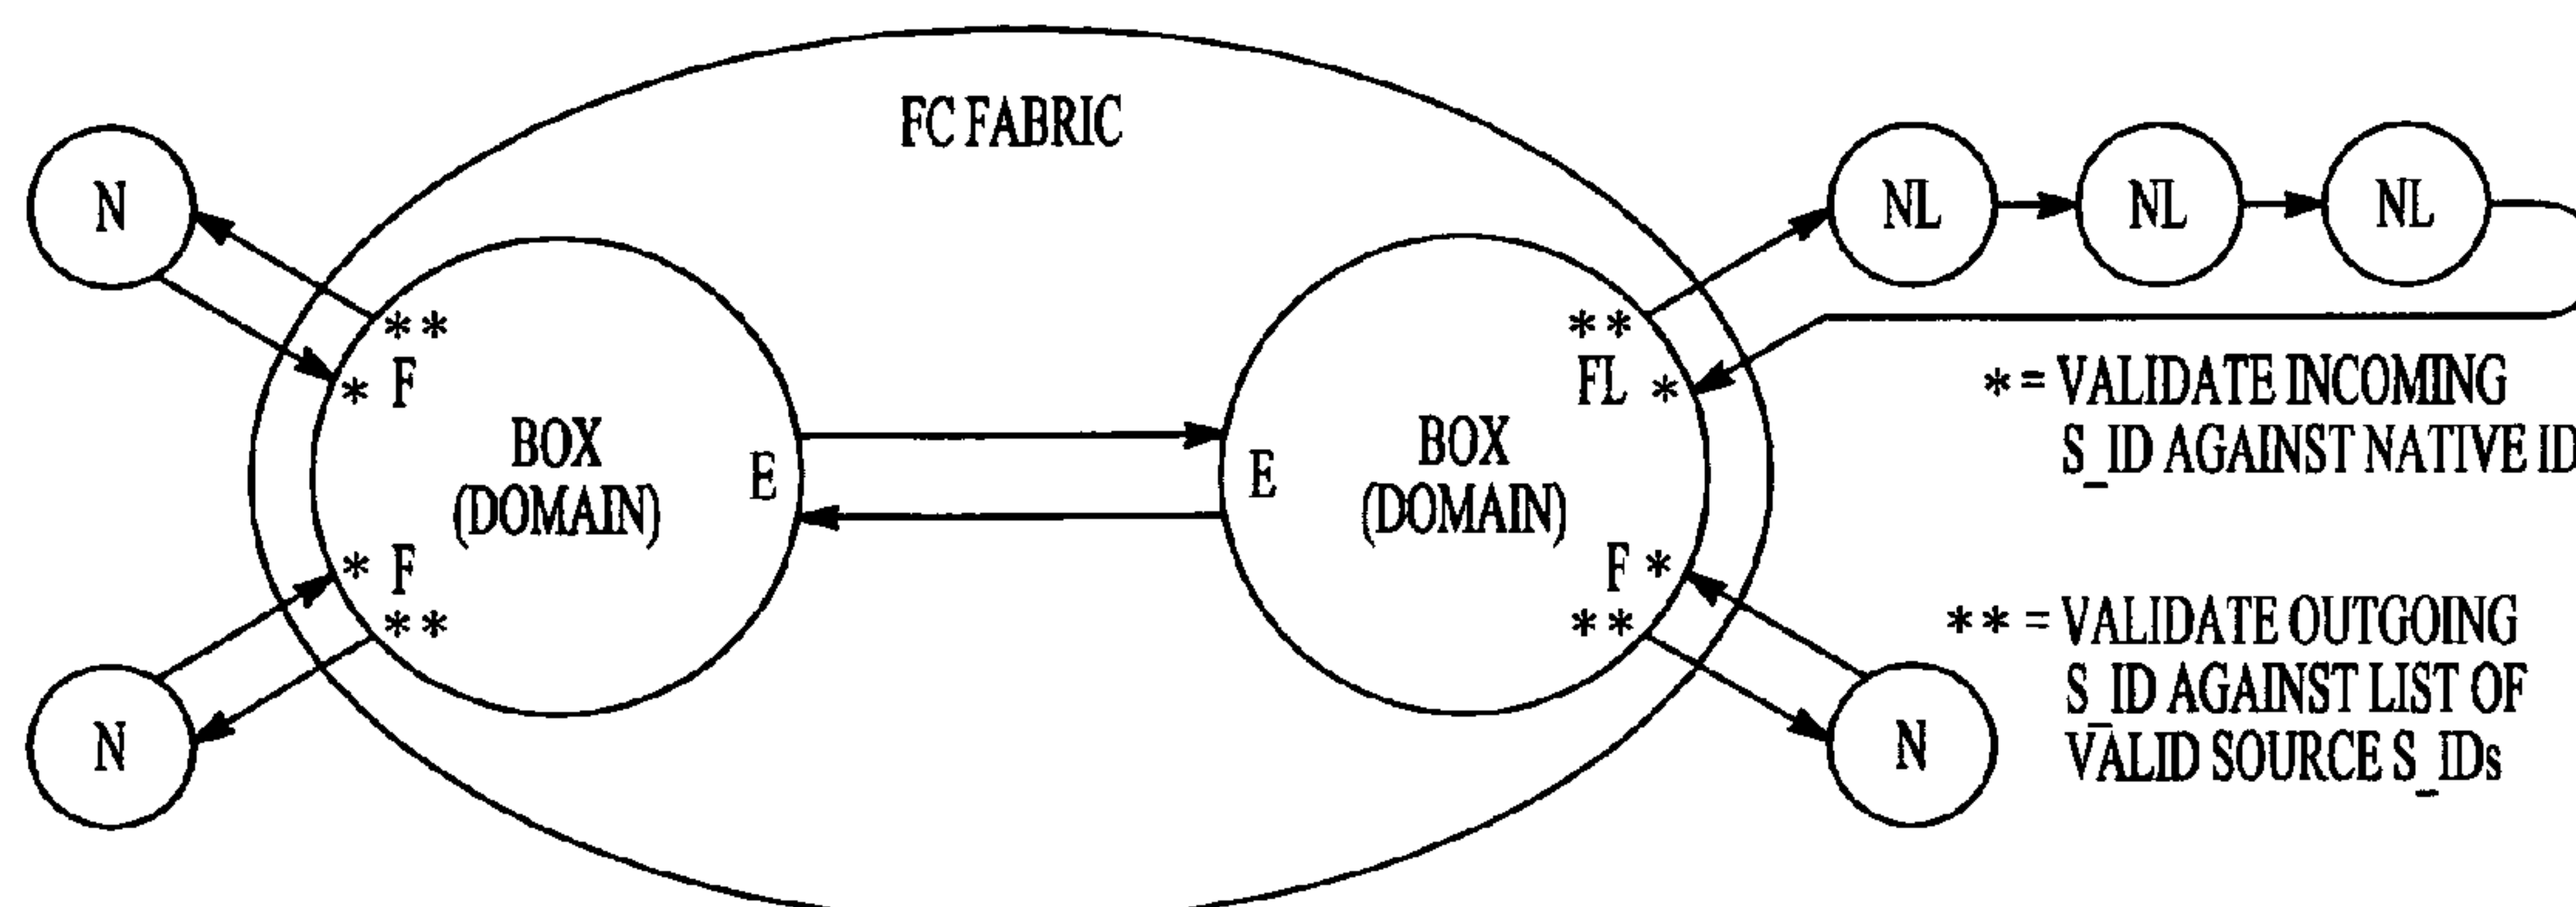 FC FABRIC
N
NL
NL
NL
**
* F
**
FL *
* = VALIDATE INCOMING
S_ID AGAINST NATIVE ID
BOX
(DOMAIN)
E
E
BOX
(DOMAIN)
* F
**
F *
**
** = VALIDATE OUTGOING
S_ID AGAINST LIST OF
VALID SOURCE S_IDs
N
N